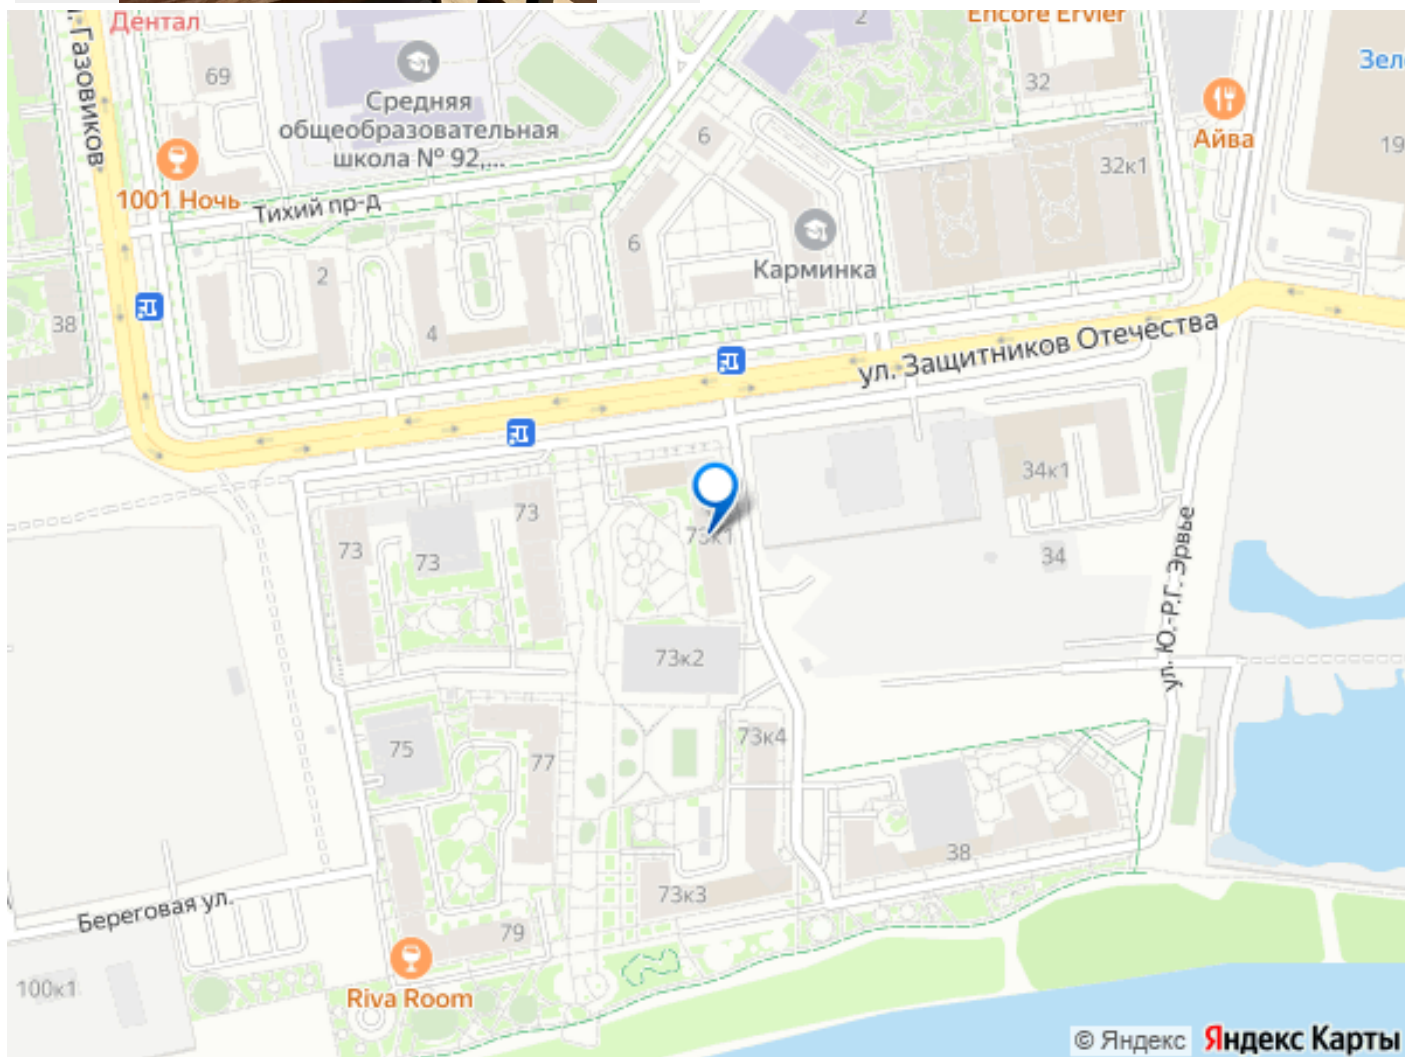 Дентал
Газовиков
69
2
Encore Ervier
Зел
32
Средняя
общеобразовательная
школа № 92,...
6
Айва
19
1001 Ночь
Тихий пр-д
32к1
6
Карминка
2
38
4
ул. Защитников Отечества
34к1
73
73
73
73к1
34
ул. Ю.-Р.Г. Эрвье
73к2
75
77
73к4
38
73к3
Береговая ул.
79
100к1
Riva Room
© Яндекс Яндекс Карты